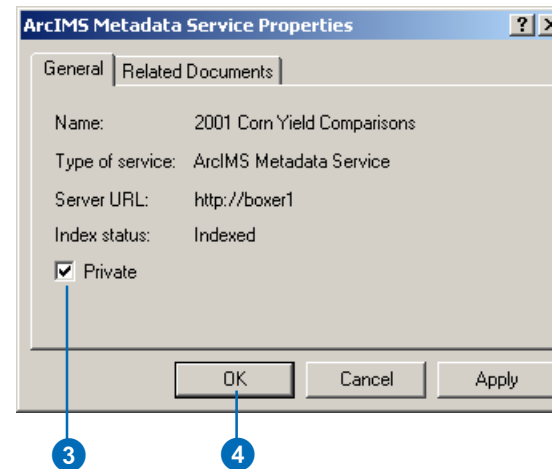 ArcIMS Metadata Service Properties
General Related Documents
Name: 2001 Corn Yield Comparisons
Type of service: ArcIMS Metadata Service
Server URL: http://boxer1
Index status: Indexed
Private
OK Cancel Apply
3 4